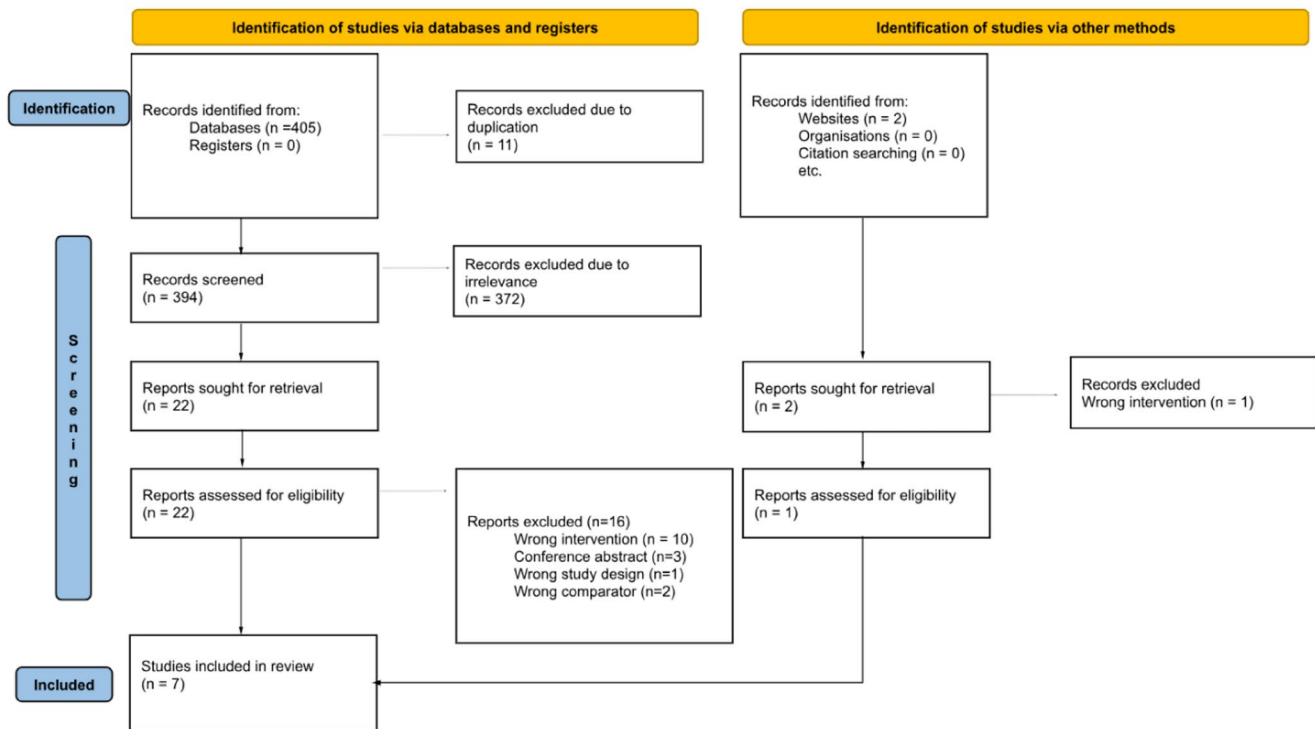 Identification of studies via databases and registers
Identification of studies via other methods
Identification
Records identified from:
Databases (n =405)
Registers (n = 0)
Records excluded due to
duplication
(n = 11)
Records identified from:
Websites (n = 2)
Organisations (n = 0)
Citation searching (n = 0)
etc.
Screening
Records screened
(n = 394)
Records excluded due to
irrelevance
(n = 372)
Reports sought for retrieval
(n = 22)
Reports sought for retrieval
(n = 2)
Records excluded
Wrong intervention (n = 1)
Reports assessed for eligibility
(n = 22)
Reports excluded (n=16)
Wrong intervention (n = 10)
Conference abstract (n=3)
Wrong study design (n=1)
Wrong comparator (n=2)
Reports assessed for eligibility
(n = 1)
Included
Studies included in review
(n = 7)